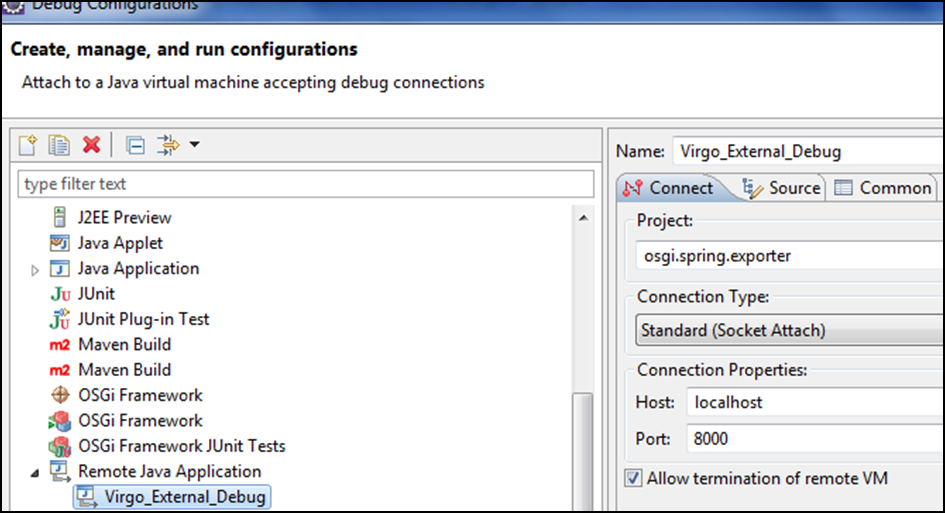 Debug Configurations
Create, manage, and run configurations
Attach to a Java virtual machine accepting debug connections
type filter text
J2EE Preview
Java Applet
Java Application
JUnit
JUnit Plug-in Test
Maven Build
Maven Build
OSGi Framework
OSGi Framework
OSGi Framework JUnit Tests
Remote Java Application
Virgo_External_Debug
Name: Virgo_External_Debug
Connect Source Common
Project:
osgi.spring.exporter
Connection Type:
Standard (Socket Attach)
Connection Properties:
Host: localhost
Port: 8000
Allow termination of remote VM